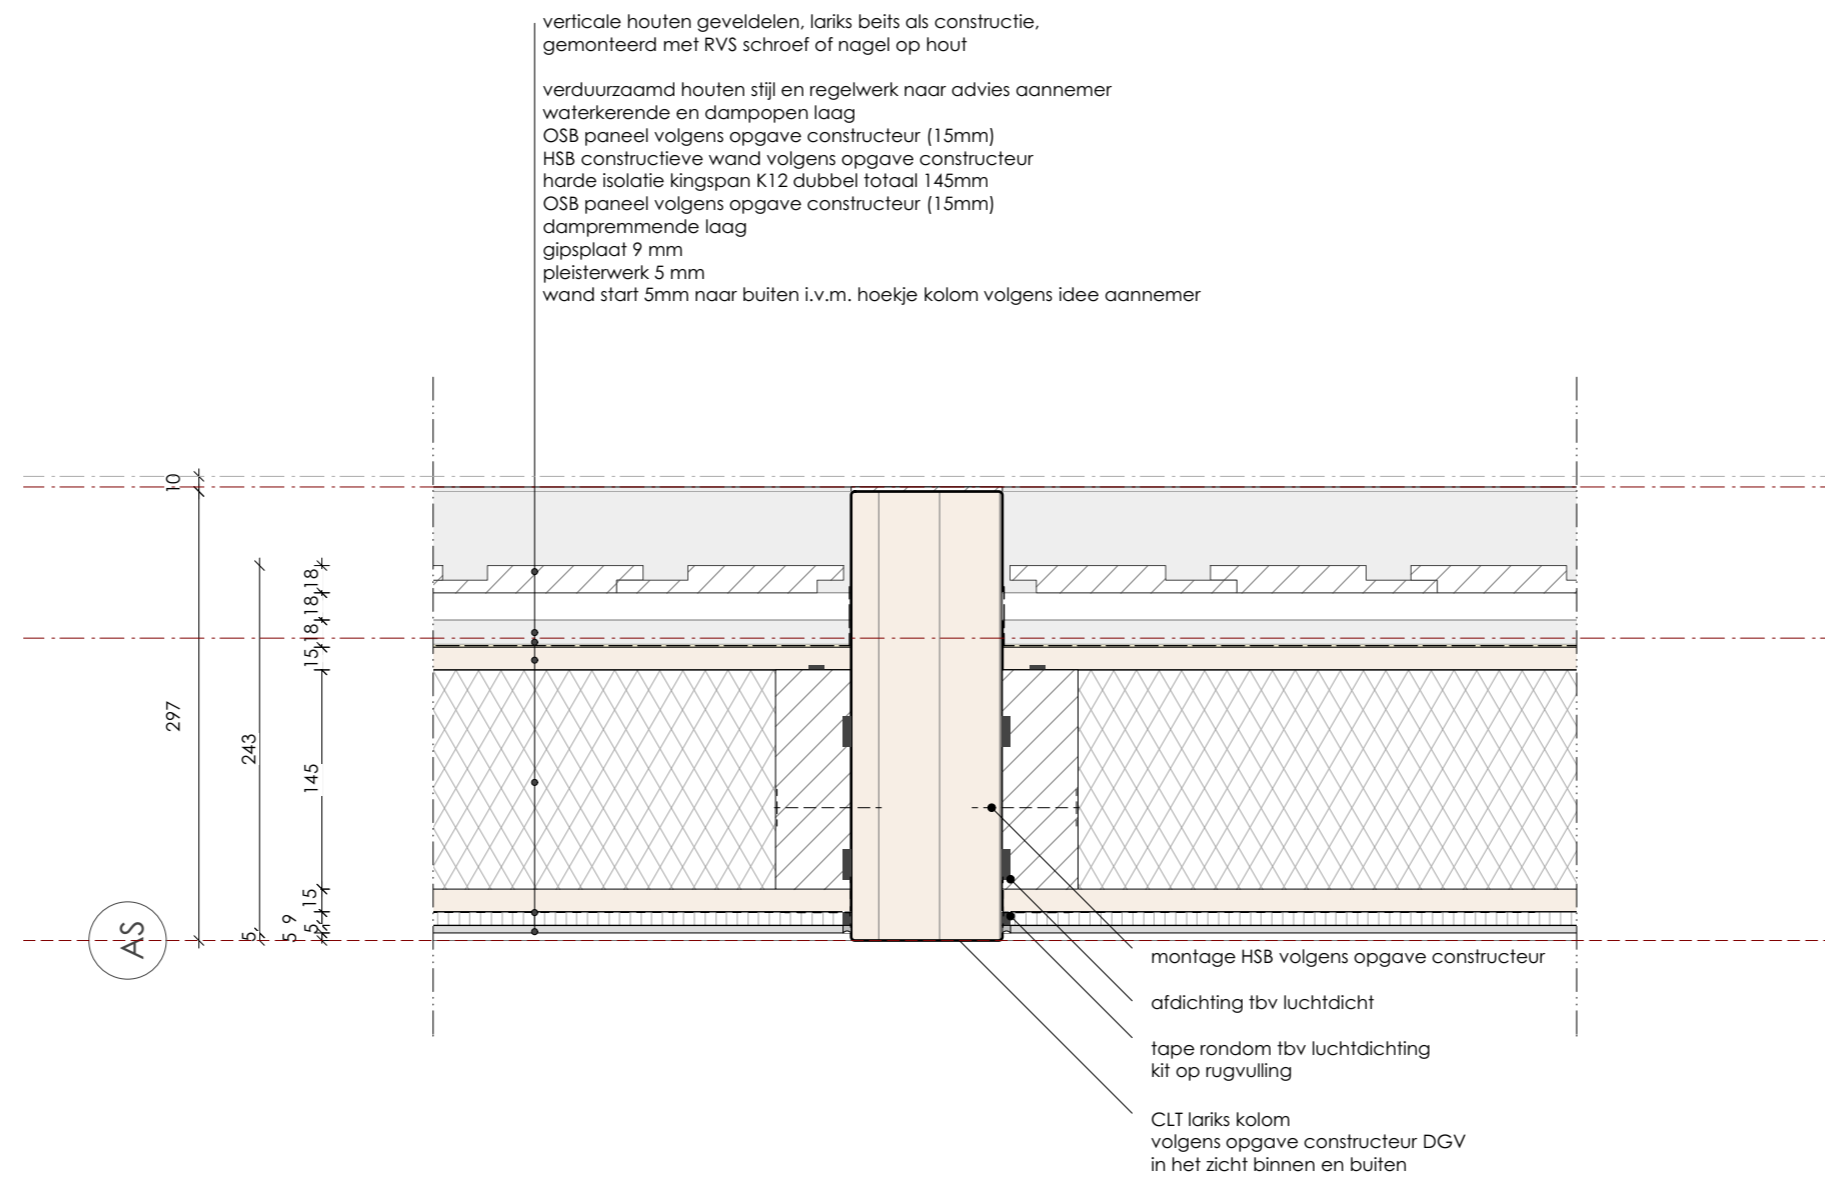 verticale houten geveldelen, lariks beits als constructie,
gemonteerd met RVS schroef of nagel op hout
verduurzaamd houten stijl en regelwerk naar advies aannemer
waterkerende en dampopen laag
OSB paneel volgens opgave constructeur (15mm)
HSB constructieve wand volgens opgave constructeur
harde isolatie kingspan K12 dubbel totaal 145mm
OSB paneel volgens opgave constructeur (15mm)
dampremmende laag
gipsplaat 9 mm
pleisterwerk 5 mm
wand start 5mm naar buiten i.v.m. hoekje kolom volgens idee aannemer
10
297
243
5,
18
18
18
15
145
15
9
5,
5
AS
montage HSB volgens opgave constructeur
afdichting tbv luchtdicht
tape rondom tbv luchtdichting
kit op rugvulling
CLT lariks kolom
volgens opgave constructeur DGV
in het zicht binnen en buiten